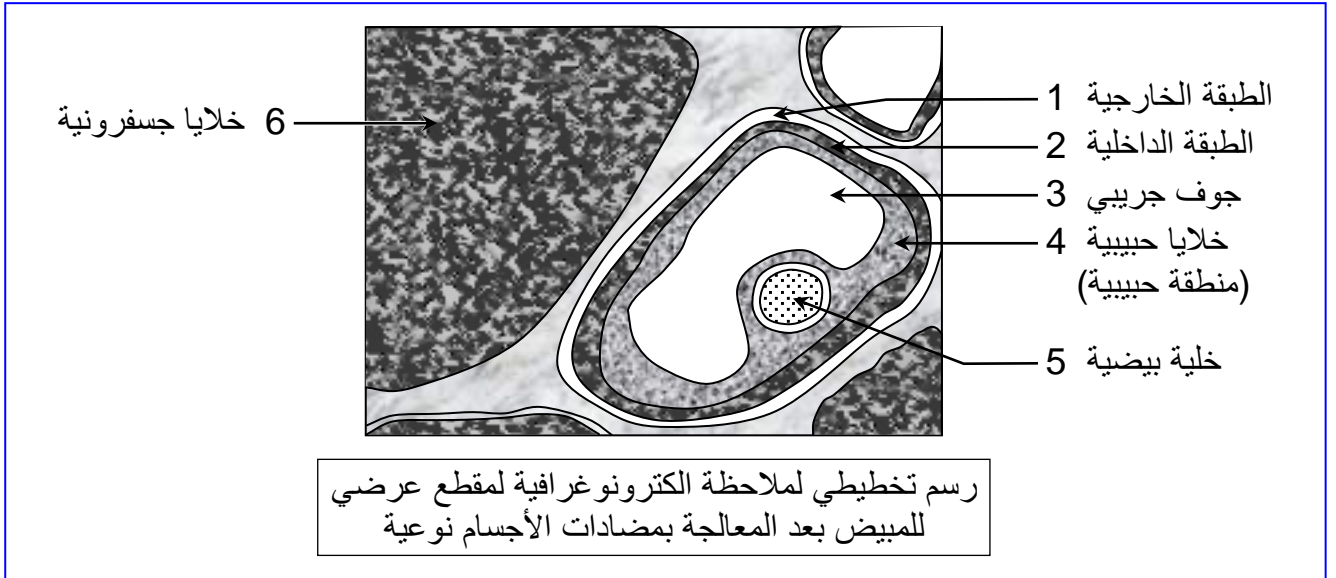 الطبقة الخارجية 1
الطبقة الداخلية 2
جوف جريبي 3
خلايا حبيبية 4
(منطقة حبيبية)
خلية بيضية 5
6 خلايا جسفرونية
رسم تخطيطي لملاحظة الكترونوغرافية لمقطع عرضي
للمبيض بعد المعالجة بمضادات الأجسام نوعية